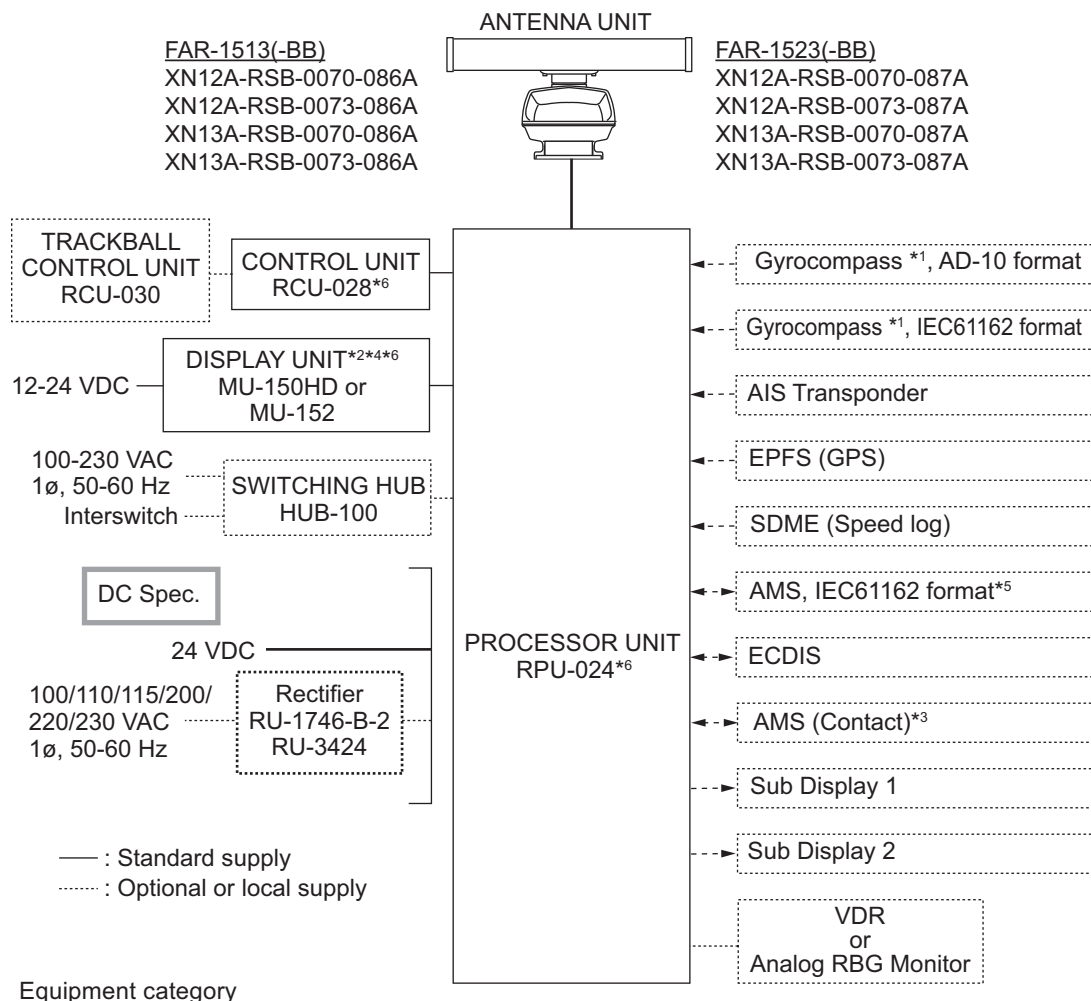 ANTENNA UNIT
FAR-1513(-BB)
XN12A-RSB-0070-086A
XN12A-RSB-0073-086A
XN13A-RSB-0070-086A
XN13A-RSB-0073-086A
FAR-1523(-BB)
XN12A-RSB-0070-087A
XN12A-RSB-0073-087A
XN13A-RSB-0070-087A
XN13A-RSB-0073-087A
TRACKBALL
CONTROL UNIT
RCU-030
CONTROL UNIT
RCU-028*6
12-24 VDC
DISPLAY UNIT*2*4*6
MU-150HD or
MU-152
100-230 VAC
1ø, 50-60 Hz
Interswitch
SWITCHING HUB
HUB-100
DC Spec.
24 VDC
100/110/115/200/
220/230 VAC
1ø, 50-60 Hz
Rectifier
RU-1746-B-2
RU-3424
PROCESSOR UNIT
RPU-024*6
Gyrocompass *1, AD-10 format
Gyrocompass *1, IEC61162 format
AIS Transponder
EPFS (GPS)
SDME (Speed log)
AMS, IEC61162 format*5
ECDIS
AMS (Contact)*3
Sub Display 1
Sub Display 2
VDR
or
Analog RBG Monitor
: Standard supply
: Optional or local supply
Equipment category